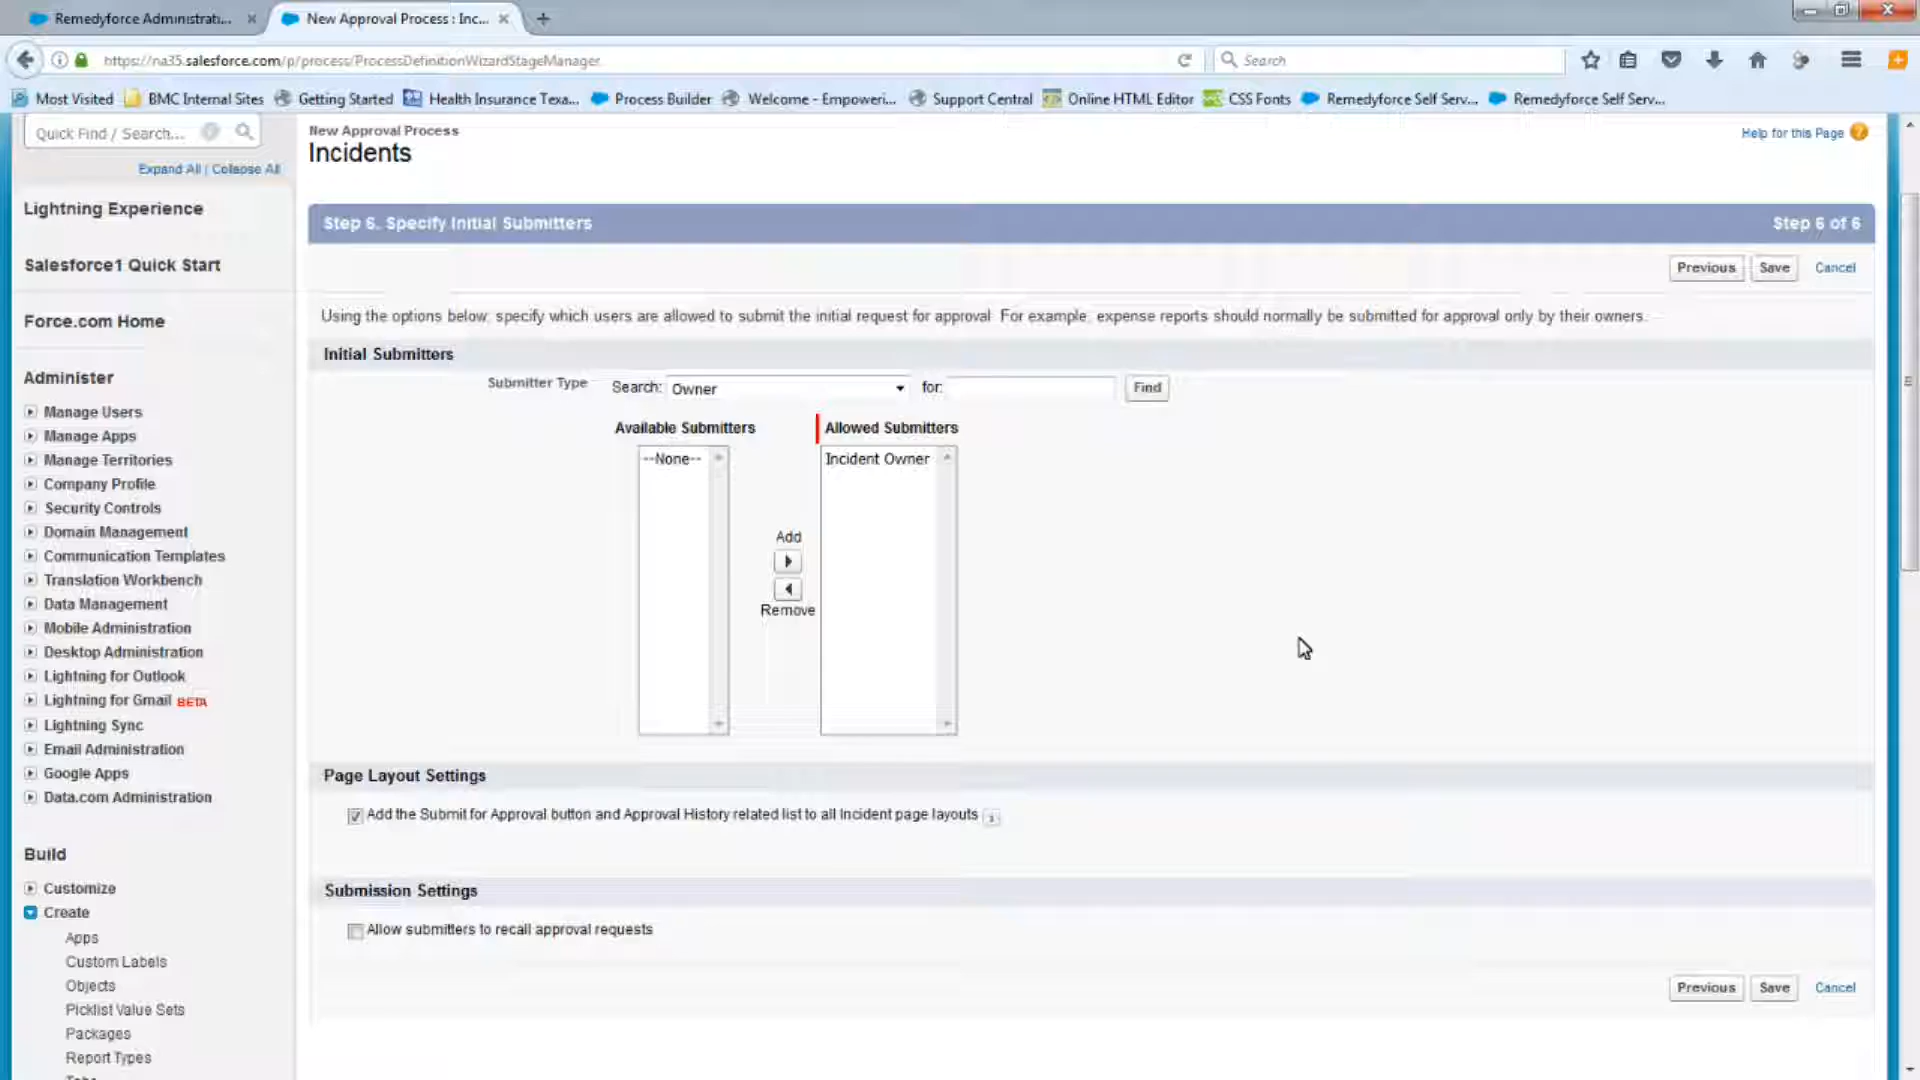 Remedyforce Administrati...
New Approval Process : Inc...
https://na35.salesforce.com/p/process/ProcessDefinitionWizardStageManager
Search
Most Visited
BMC Internal Sites
Getting Started
Health Insurance Texa...
Process Builder
Welcome - Empoweri...
Support Central
Online HTML Editor
CSS Fonts
Remedyforce Self Serv...
Remedyforce Self Serv...
Quick Find / Search...
Expand All | Collapse All
Lightning Experience
Salesforce1 Quick Start
Force.com Home
Administer
Manage Users
Manage Apps
Manage Territories
Company Profile
Security Controls
Domain Management
Communication Templates
Translation Workbench
Data Management
Mobile Administration
Desktop Administration
Lightning for Outlook
Lightning for Gmail BETA
Lightning Sync
Email Administration
Google Apps
Data.com Administration
Build
Customize
Create
Apps
Custom Labels
Objects
Picklist Value Sets
Packages
Report Types
New Approval Process
Incidents
Help for this Page
Step 6. Specify Initial Submitters
Step 6 of 6
Previous Save Cancel
Using the options below, specify which users are allowed to submit the initial request for approval. For example, expense reports should normally be submitted for approval only by their owners.
Initial Submitters
Submitter Type Search: Owner for: Find
Available Submitters
Allowed Submitters
--None--
Incident Owner
Add
Remove
Page Layout Settings
Add the Submit for Approval button and Approval History related list to all Incident page layouts
Submission Settings
Allow submitters to recall approval requests
Previous Save Cancel